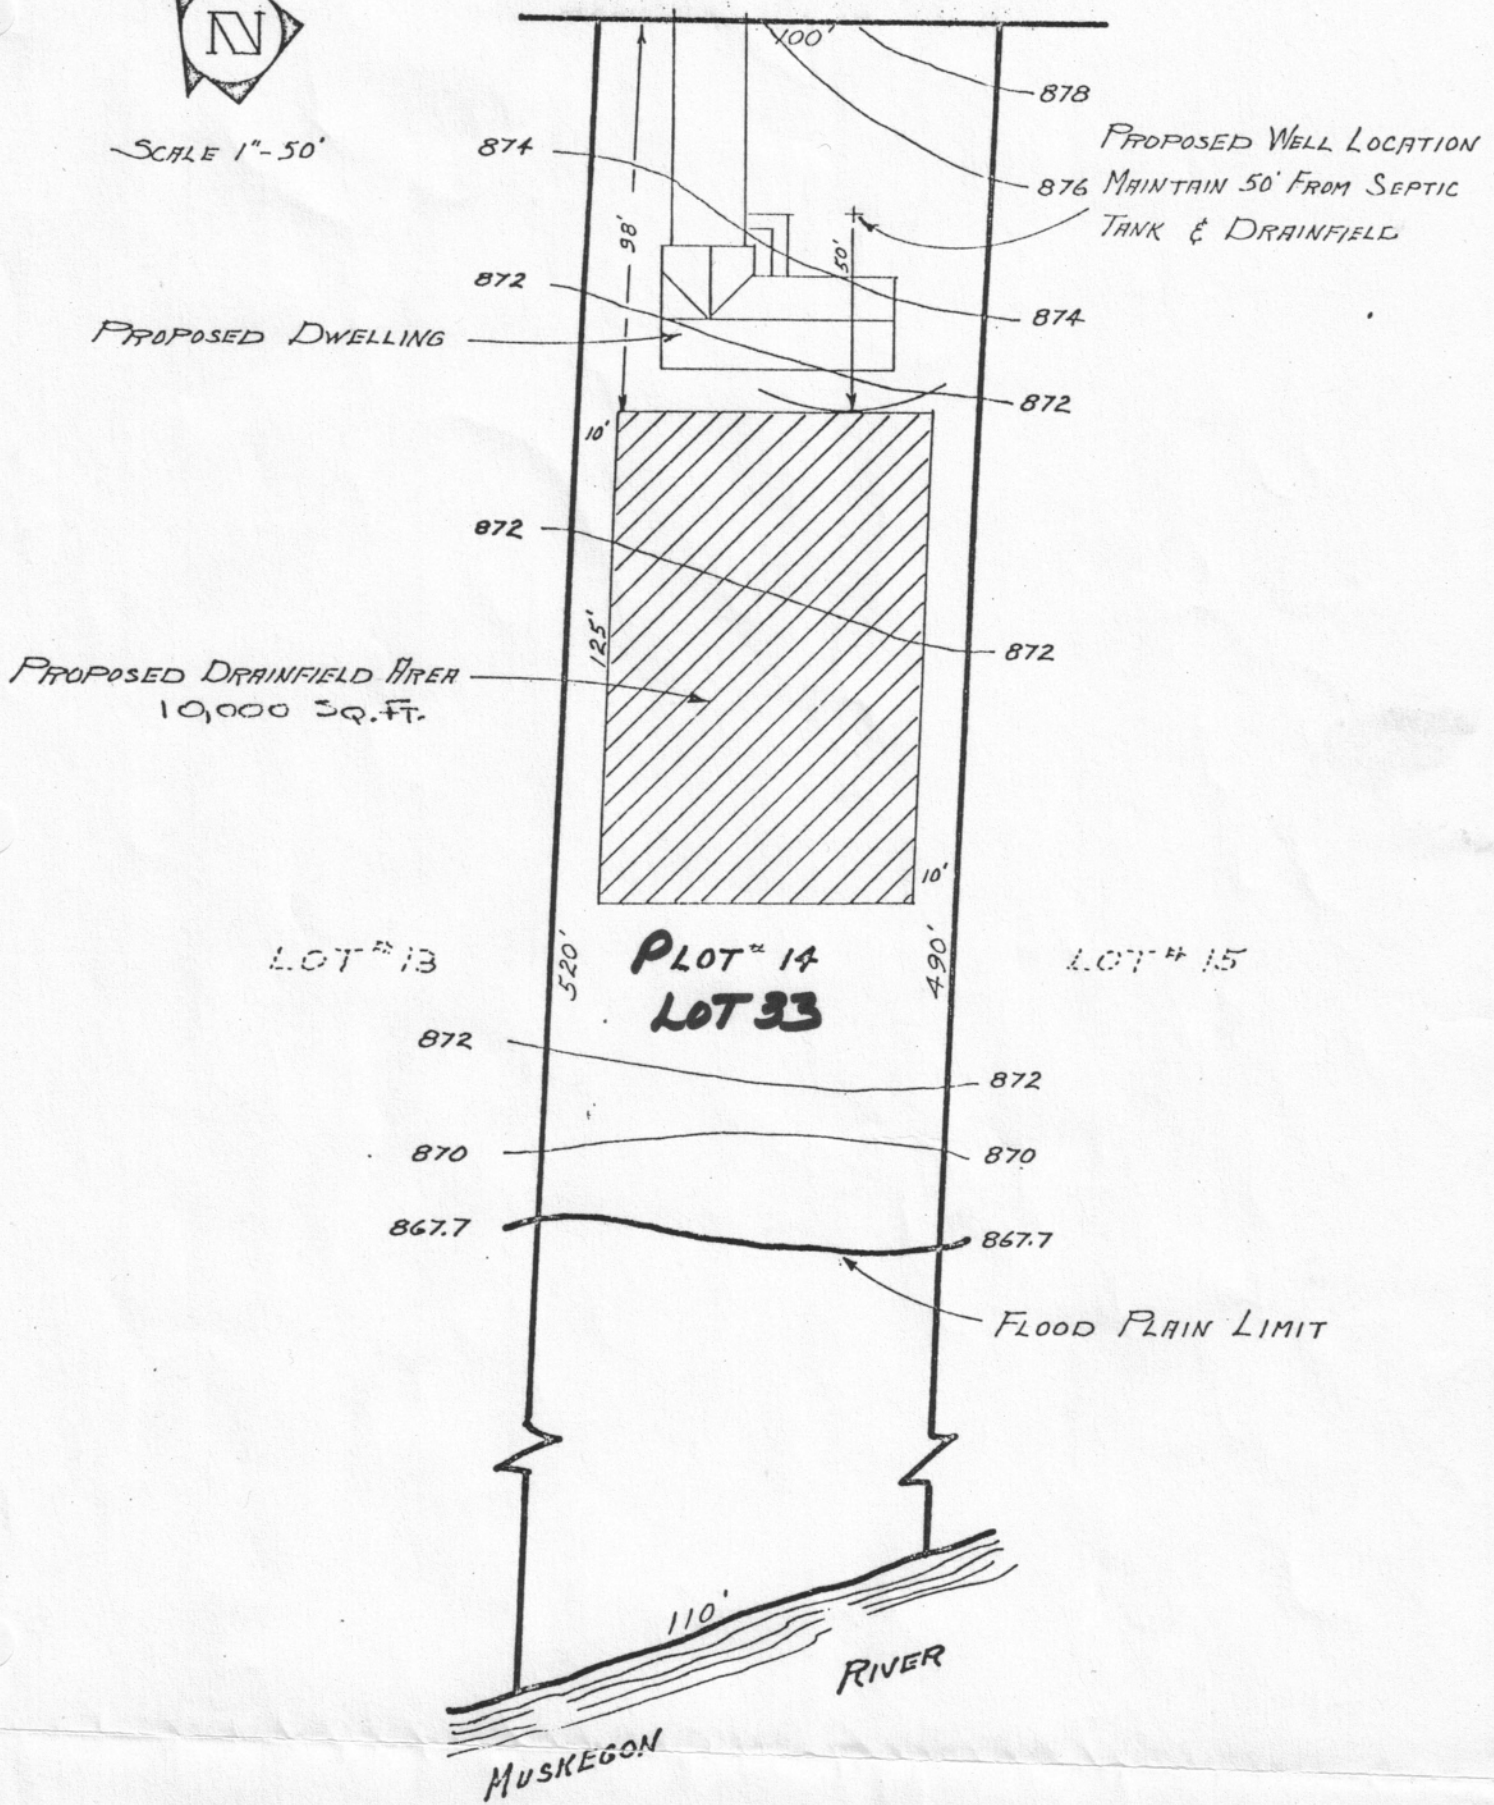 N
SCALE 1"-50'
100'
878
874
PROPOSED WELL LOCATION
876 MAINTAIN 50' FROM SEPTIC
TANK & DRAINFIELD
98'
50'
872
874
PROPOSED DWELLING
872
10'
872
125'
872
PROPOSED DRAINFIELD AREA
10,000 SQ.FT.
10'
LOT # 13
520'
PLOT # 14
LOT 33
490'
LOT # 15
872
872
870
870
867.7
867.7
FLOOD PLAIN LIMIT
110'
RIVER
MUSKEGON